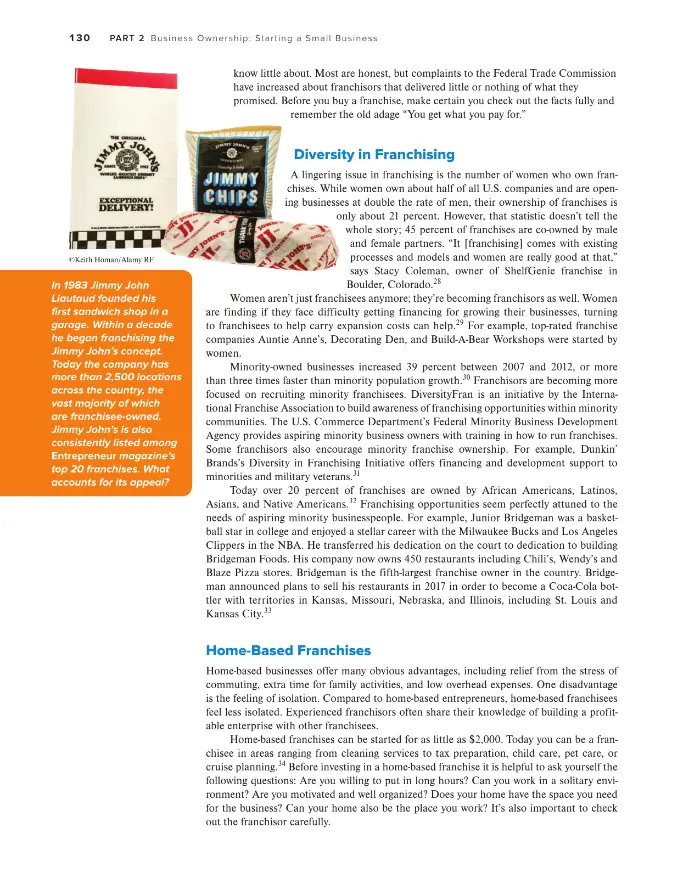 130 PART 2 Business Ownership: Starting a Small Business
know little about. Most are honest, but complaints to the Federal Trade Commission
have increased about franchisors that delivered little or nothing of what they
promised. Before you buy a franchise, make certain you check out the facts fully and
remember the old adage “You get what you pay for.”
THE ORIGINAL
JIMMY JOHN'S
SINCE 1983
WORLD'S GREATEST GOURMET
SANDWICH SHOP
EXCEPTIONAL
DELIVERY!
JIMMY JOHN'S
JIMMY
CHIPS
THANK YOU
JIMMY JOHN'S
©Keith Homan/Alamy RF
Diversity in Franchising
A lingering issue in franchising is the number of women who own fran-
chises. While women own about half of all U.S. companies and are open-
ing businesses at double the rate of men, their ownership of franchises is
only about 21 percent. However, that statistic doesn’t tell the
whole story; 45 percent of franchises are co-owned by male
and female partners. “It [franchising] comes with existing
processes and models and women are really good at that,”
says Stacy Coleman, owner of ShelfGenie franchise in
Boulder, Colorado.28
Women aren’t just franchisees anymore; they’re becoming franchisors as well. Women
are finding if they face difficulty getting financing for growing their businesses, turning
to franchisees to help carry expansion costs can help.29 For example, top-rated franchise
companies Auntie Anne’s, Decorating Den, and Build-A-Bear Workshops were started by
women.
Minority-owned businesses increased 39 percent between 2007 and 2012, or more
than three times faster than minority population growth.30 Franchisors are becoming more
focused on recruiting minority franchisees. DiversityFran is an initiative by the Interna-
tional Franchise Association to build awareness of franchising opportunities within minority
communities. The U.S. Commerce Department’s Federal Minority Business Development
Agency provides aspiring minority business owners with training in how to run franchises.
Some franchisors also encourage minority franchise ownership. For example, Dunkin’
Brands’s Diversity in Franchising Initiative offers financing and development support to
minorities and military veterans.31
Today over 20 percent of franchises are owned by African Americans, Latinos,
Asians, and Native Americans.32 Franchising opportunities seem perfectly attuned to the
needs of aspiring minority businesspeople. For example, Junior Bridgeman was a basket-
ball star in college and enjoyed a stellar career with the Milwaukee Bucks and Los Angeles
Clippers in the NBA. He transferred his dedication on the court to dedication to building
Bridgeman Foods. His company now owns 450 restaurants including Chili’s, Wendy’s and
Blaze Pizza stores. Bridgeman is the fifth-largest franchise owner in the country. Bridge-
man announced plans to sell his restaurants in 2017 in order to become a Coca-Cola bot-
tler with territories in Kansas, Missouri, Nebraska, and Illinois, including St. Louis and
Kansas City.33
In 1983 Jimmy John
Liautaud founded his
first sandwich shop in a
garage. Within a decade
he began franchising the
Jimmy John’s concept.
Today the company has
more than 2,500 locations
across the country, the
vast majority of which
are franchisee-owned.
Jimmy John’s is also
consistently listed among
Entrepreneur magazine’s
top 20 franchises. What
accounts for its appeal?
Home-Based Franchises
Home-based businesses offer many obvious advantages, including relief from the stress of
commuting, extra time for family activities, and low overhead expenses. One disadvantage
is the feeling of isolation. Compared to home-based entrepreneurs, home-based franchisees
feel less isolated. Experienced franchisors often share their knowledge of building a profit-
able enterprise with other franchisees.
Home-based franchises can be started for as little as $2,000. Today you can be a fran-
chisee in areas ranging from cleaning services to tax preparation, child care, pet care, or
cruise planning.34 Before investing in a home-based franchise it is helpful to ask yourself the
following questions: Are you willing to put in long hours? Can you work in a solitary envi-
ronment? Are you motivated and well organized? Does your home have the space you need
for the business? Can your home also be the place you work? It’s also important to check
out the franchisor carefully.